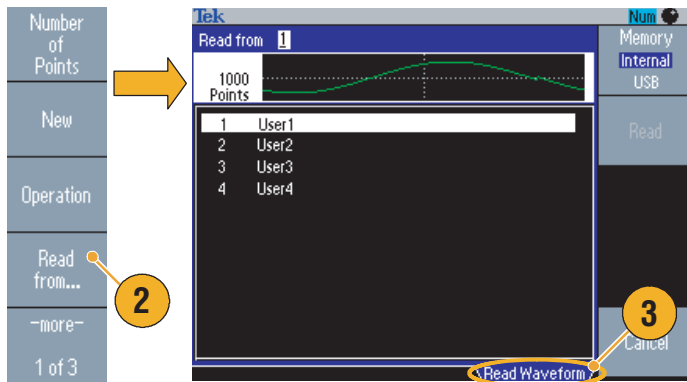 Number
of
Points
New
Operation
Read
from...
-more-
1 of 3
2
Tek
Num
Read from 1
1000
Points
1 User1
2 User2
3 User3
4 User4
Read Waveform
Memory
Internal
USB
Read
3
Cancel